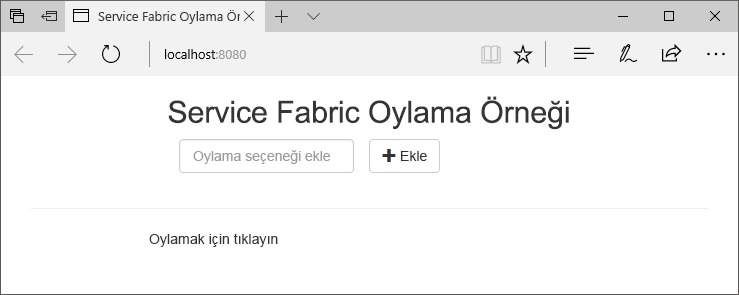 Service Fabric Oylama Ör
localhost:8080
Service Fabric Oylama Örneği
Oylama seçeneği ekle
Ekle
Oylamak için tıklayın